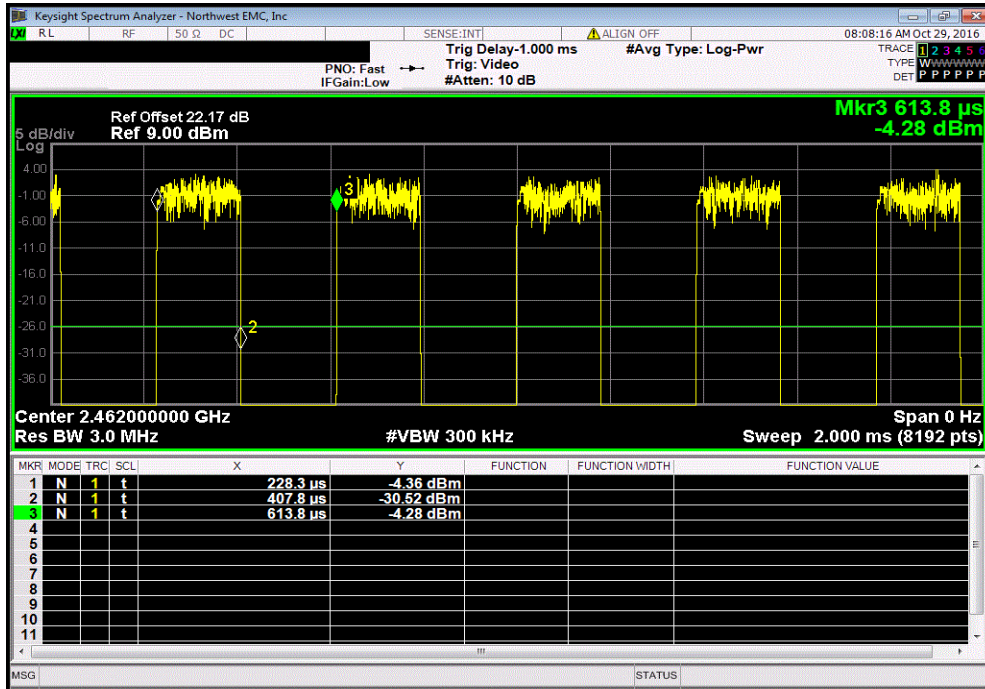 Keysight Spectrum Analyzer - Northwest EMC, Inc
LXI RL RF 50 Ω DC SENSE:INT ALIGN OFF 08:08:16 AM Oct 29, 2016
Trig Delay-1.000 ms #Avg Type: Log-Pwr TRACE 1 2 3 4 5 6
PNO: Fast Trig: Video TYPE WWWWWW
IFGain:Low #Atten: 10 dB DET P P P P P P
Mkr3 613.8 µs
-4.28 dBm
Ref Offset 22.17 dB
5 dB/div Ref 9.00 dBm
Log
4.00
3
-1.00
-6.00
-11.0
-16.0
-21.0
-26.0
2
-31.0
-36.0
Center 2.462000000 GHz Span 0 Hz
Res BW 3.0 MHz #VBW 300 kHz Sweep 2.000 ms (8192 pts)
MKR MODE TRC SCL X Y FUNCTION FUNCTION WIDTH FUNCTION VALUE
1 N 1 t 228.3 µs -4.36 dBm
2 N 1 t 407.8 µs -30.52 dBm
3 N 1 t 613.8 µs -4.28 dBm
4
5
6
7
8
9
10
11
MSG STATUS